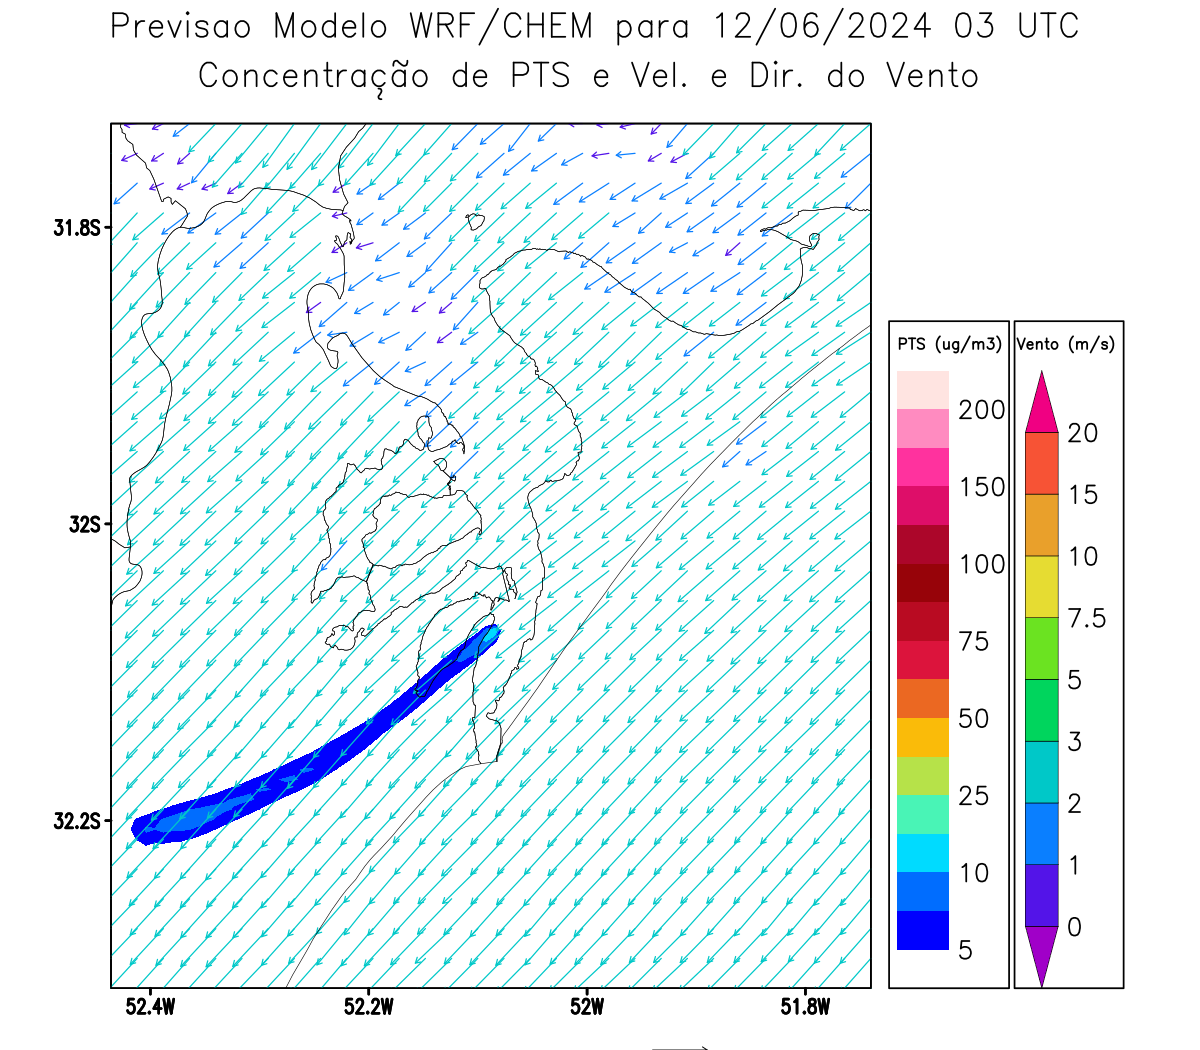 Previsao Modelo WRF/CHEM para 12/06/2024 03 UTC
Concentração de PTS e Vel. e Dir. do Vento
31.8S
32S
32.2S
52.4W
52.2W
52W
51.8W
PTS (ug/m3)
200
150
100
75
50
25
10
5
Vento (m/s)
20
15
10
7.5
5
3
2
1
0